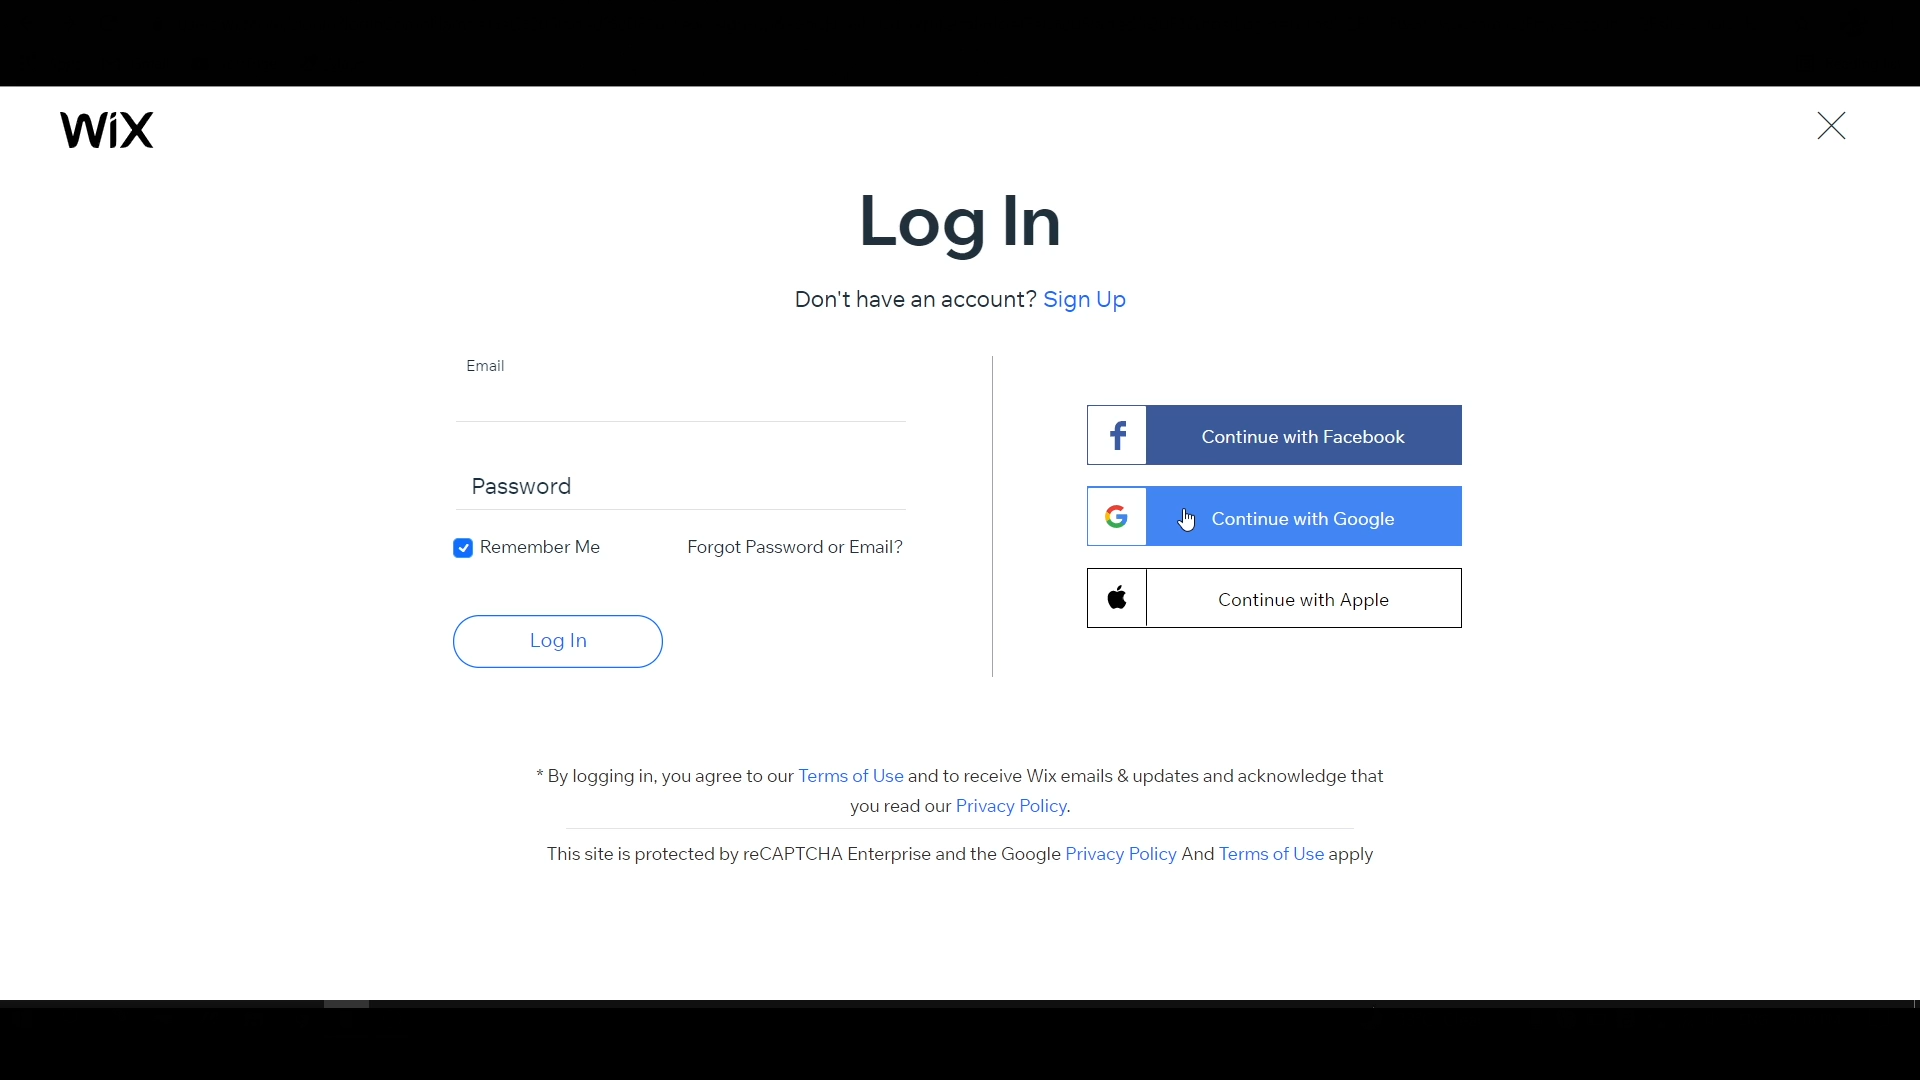 WiX
Log In
Don't have an account? Sign Up
Email
Password
Remember Me
Forgot Password or Email?
Log In
Continue with Facebook
Continue with Google
Continue with Apple
* By logging in, you agree to our Terms of Use and to receive Wix emails & updates and acknowledge that
you read our Privacy Policy.
This site is protected by reCAPTCHA Enterprise and the Google Privacy Policy And Terms of Use apply